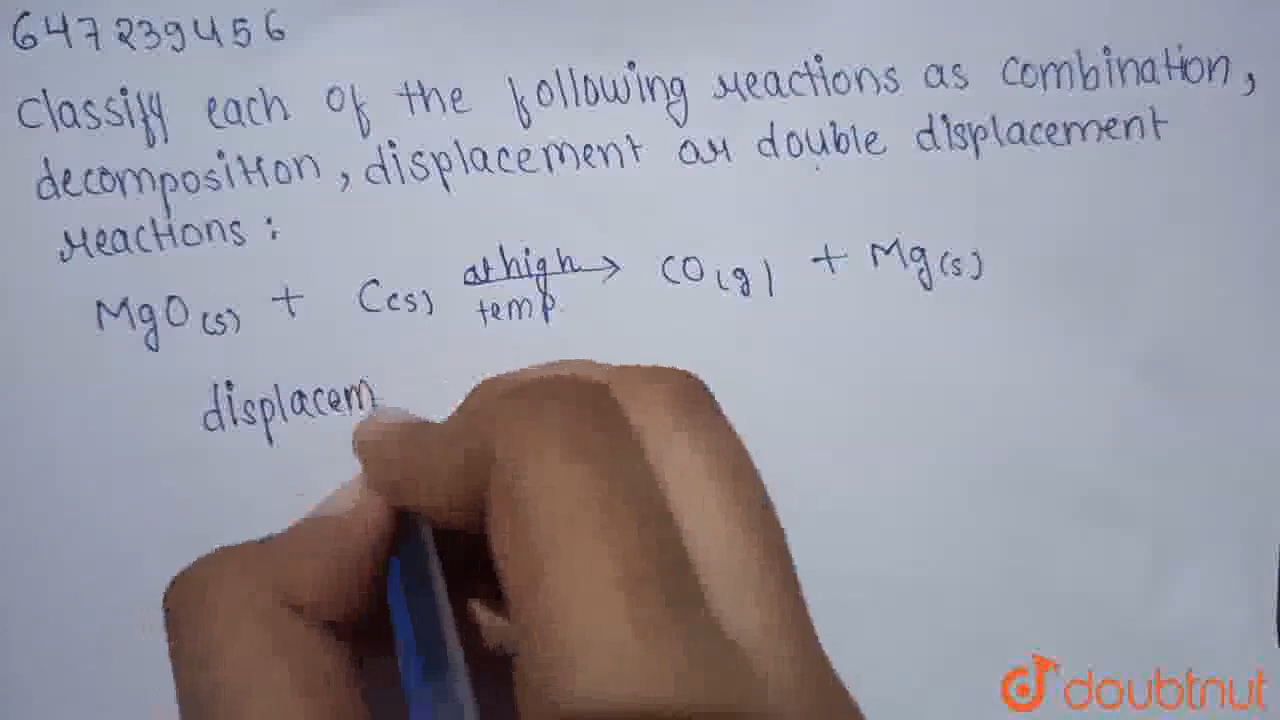 647239456
Classify each of the following reactions as combination,
decomposition, displacement or double displacement
reactions :
MgO(s) + C(s) at high temp. → CO(g) + Mg(s)
displacem
doubtnut